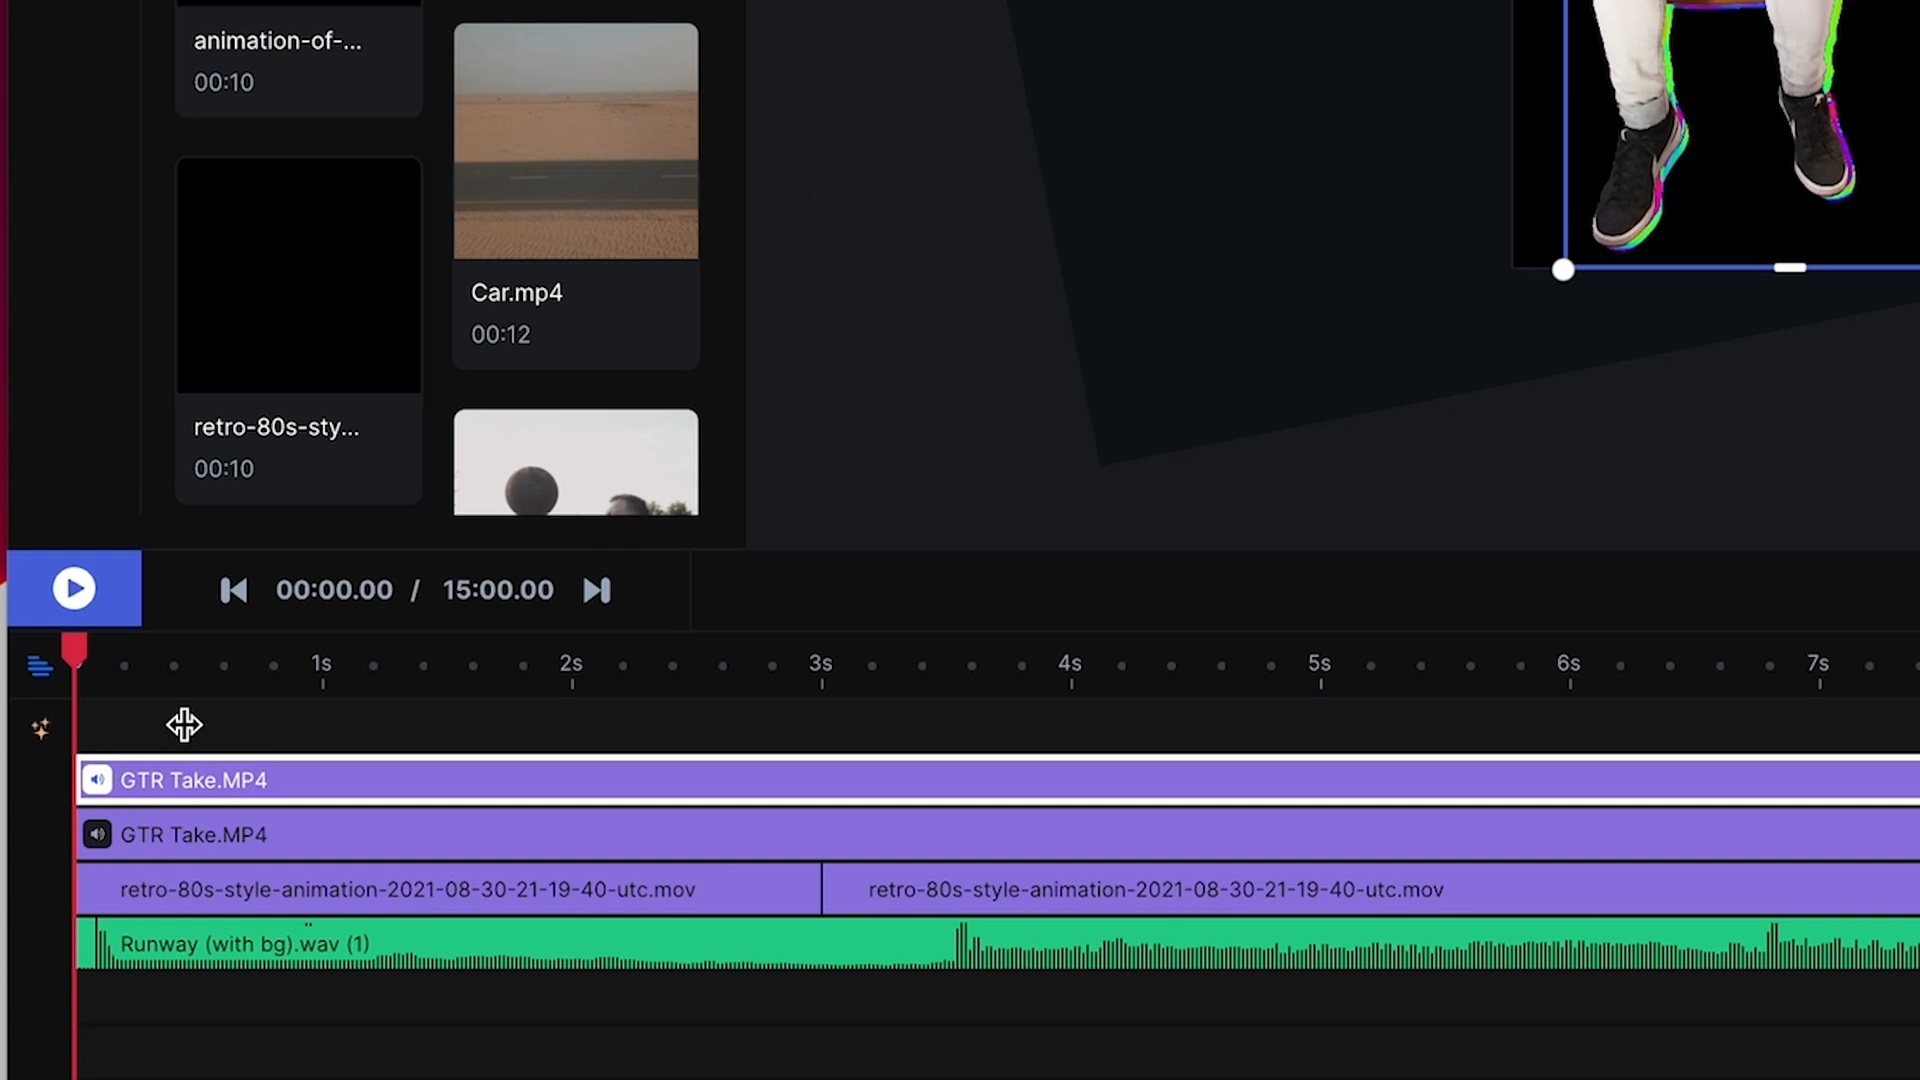 animation-of-...
00:10
Car.mp4
00:12
retro-80s-sty...
00:10
00:00.00 / 15:00.00
1s 2s 3s 4s 5s 6s 7s
GTR Take.MP4
GTR Take.MP4
retro-80s-style-animation-2021-08-30-21-19-40-utc.mov retro-80s-style-animation-2021-08-30-21-19-40-utc.mov
Runway (with bg).wav (1)